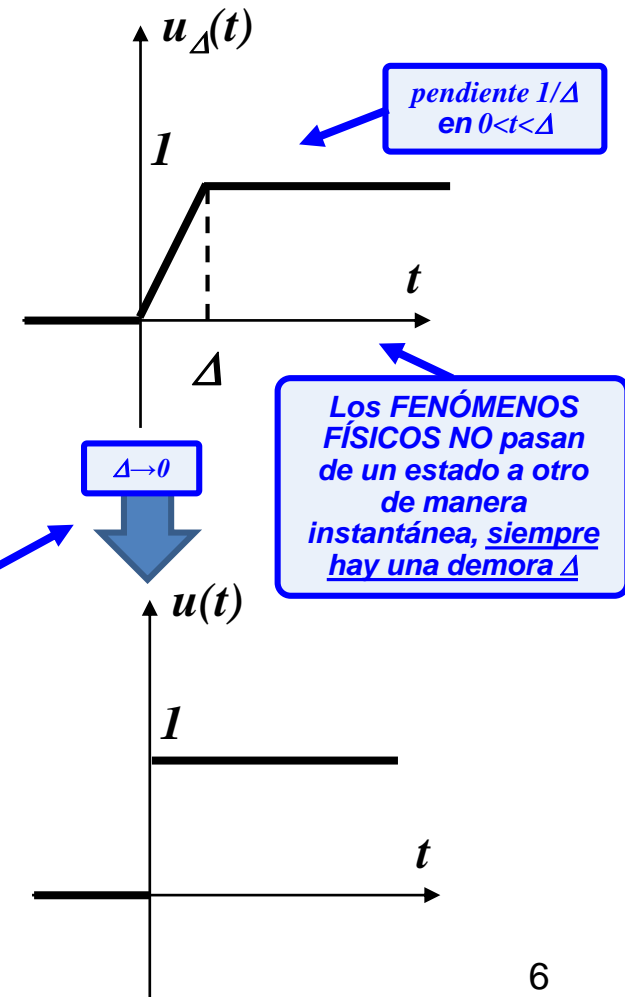 u_Δ(t)
pendiente 1/Δ
en 0<t<Δ
1
t
Δ
Los FENÓMENOS
FÍSICOS NO pasan
de un estado a otro
de manera
instantánea, siempre
hay una demora Δ
Δ→0
u(t)
1
t
6